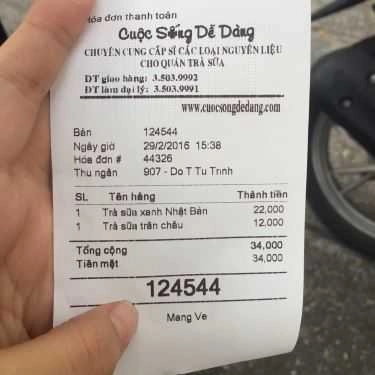 Hóa đơn thanh toán
Cuộc Sống Dễ Dàng
CHUYÊN CUNG CẤP SỈ CÁC LOẠI NGUYÊN LIỆU
CHO QUÁN TRÀ SỮA
ĐT giao hàng: 3.503.9992
ĐT làm đại lý: 3.503.9991
www.cuocsongdedang.com
Bàn 124544
Ngày giờ 29/2/2016 15:38
Hóa đơn # 44326
Thu ngân 907 - Do T Tu Trinh
SL Tên hàng Thành tiền
1 Trà sữa xanh Nhật Bản 22,000
1 Trà sữa trân châu 12,000
Tổng cộng 34,000
Tiền mặt 34,000
124544
Mang Ve